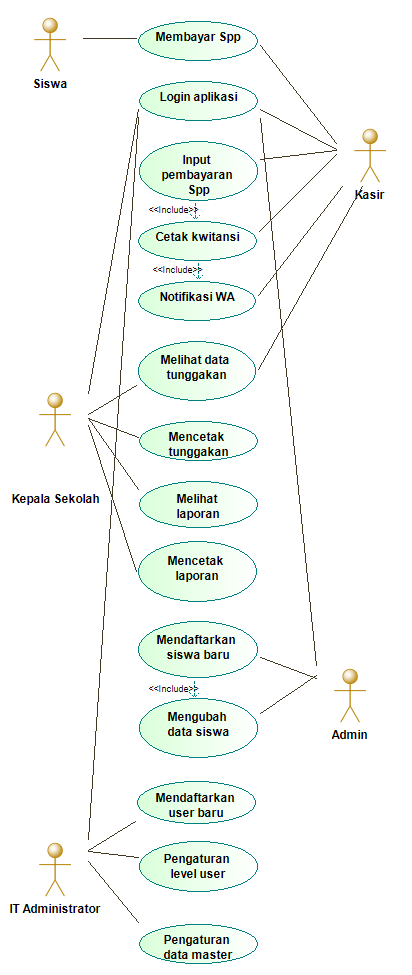 Membayar Spp
Siswa
Login aplikasi
Input
pembayaran
Spp
Kasir
<<Include>>
Cetak kwitansi
<<Include>>
Notifikasi WA
Melihat data
tunggakan
Mencetak
tunggakan
Kepala Sekolah
Melihat
laporan
Mencetak
laporan
Mendaftarkan
siswa baru
<<Include>>
Mengubah
data siswa
Admin
Mendaftarkan
user baru
Pengaturan
level user
IT Administrator
Pengaturan
data master